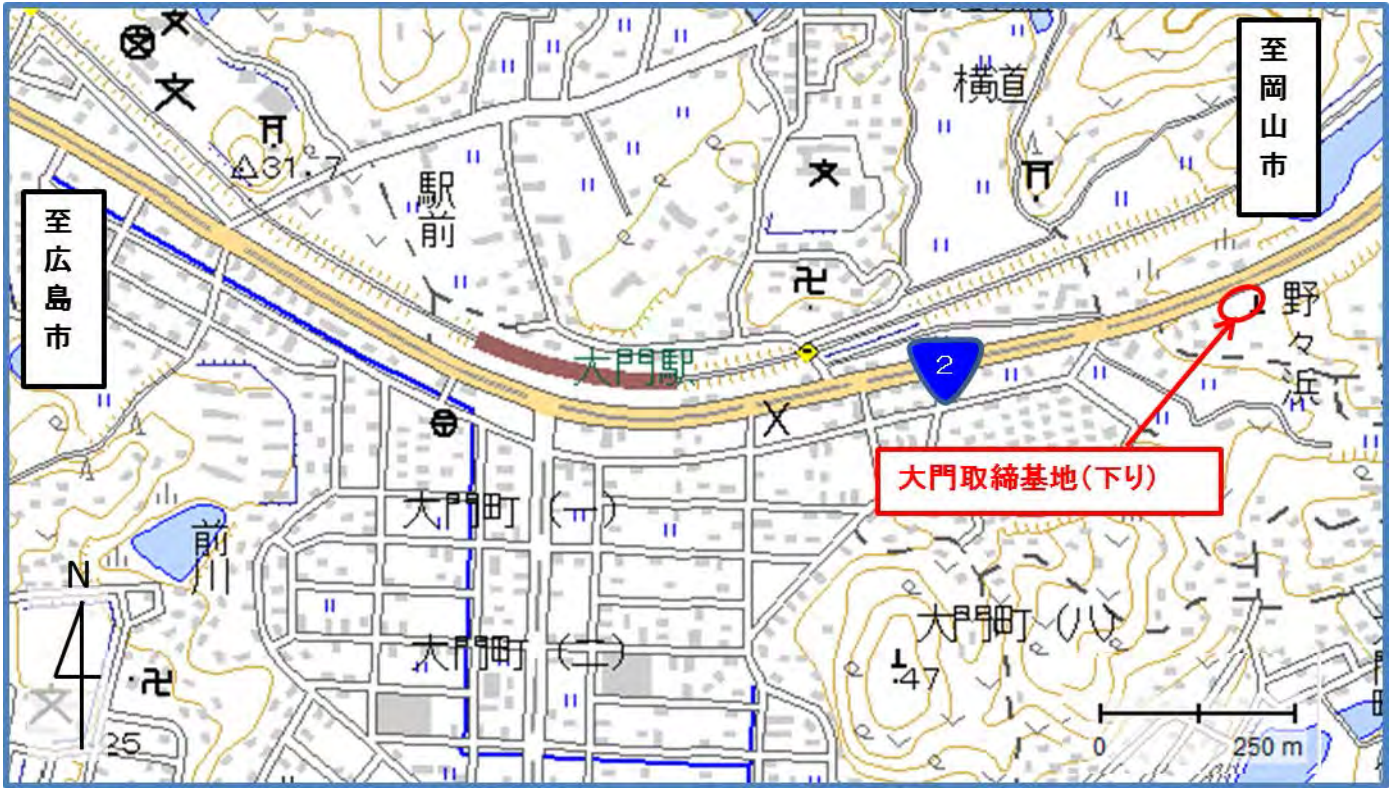 至岡山市
横道
△31.7
駅前
至広島市
野々浜
大門駅
2
大門取締基地(下り)
大門町(一)
前川
N
大門町(八)
大門町(二)
.47
25
0 250 m